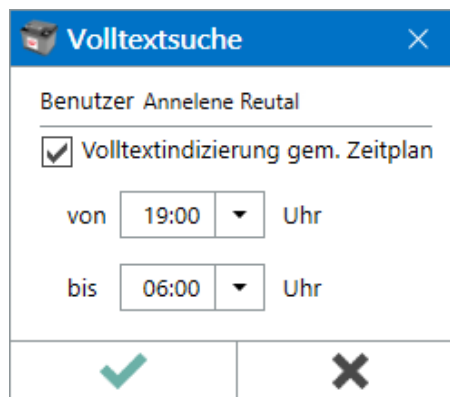 Volltextsuche
Benutzer Annelene Reutal
Volltextindizierung gem. Zeitplan
von 19:00 Uhr
bis 06:00 Uhr